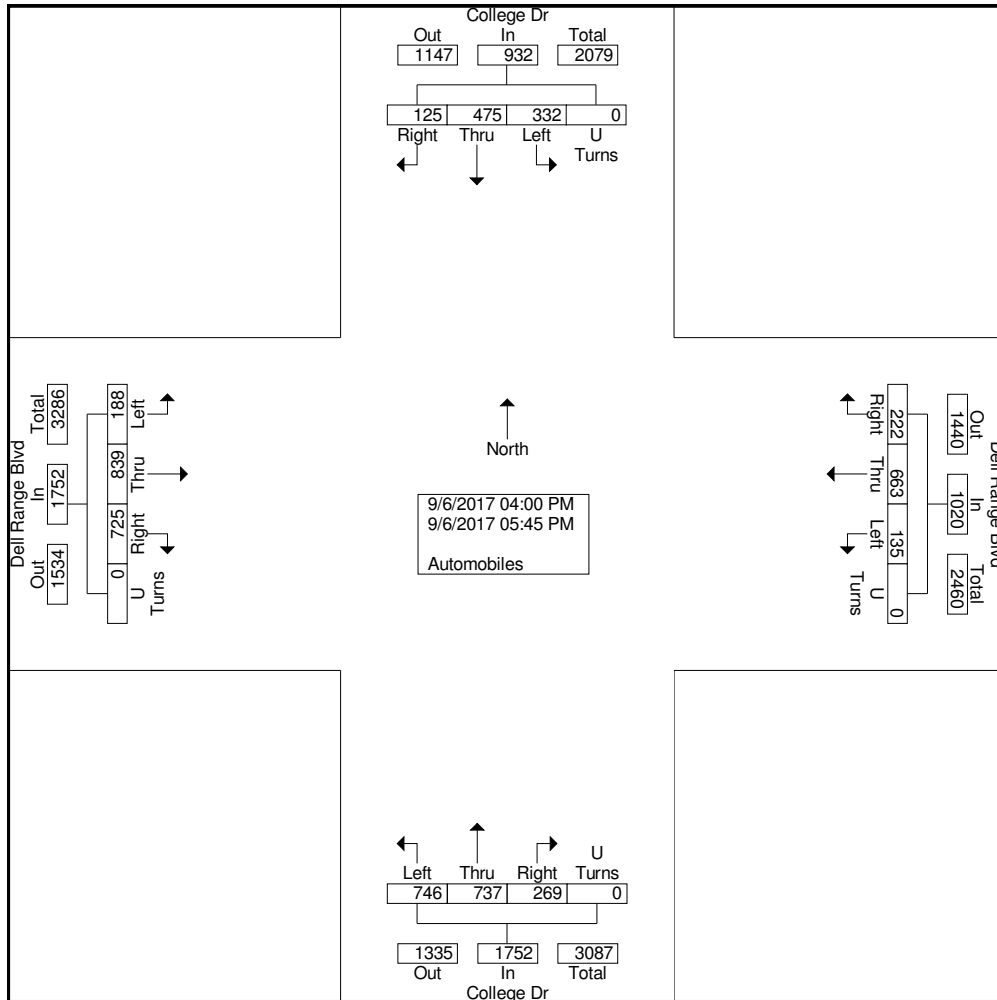 College Dr
Out In Total
1147 932 2079
125 475 332 0
Right Thru Left U
Turns
Dell Range Blvd
Out In Total
1534 1752 3286
Left Thru Right U
Turns
188 839 725 0
North
9/6/2017 04:00 PM
9/6/2017 05:45 PM
Automobiles
Right Thru Left U
Turns
222 663 135 0
Out In Total
1440 1020 2460
Dell Range Blvd
U
Left Thru Right Turns
746 737 269 0
1335 1752 3087
Out In Total
College Dr